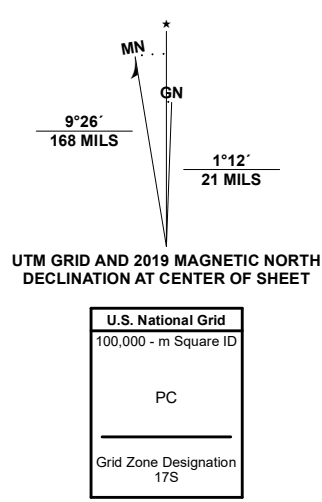 ★
MN
GN
9°26´
168 MILS
1°12´
21 MILS
UTM GRID AND 2019 MAGNETIC NORTH
DECLINATION AT CENTER OF SHEET
U.S. National Grid
100,000 - m Square ID
PC
Grid Zone Designation
17S